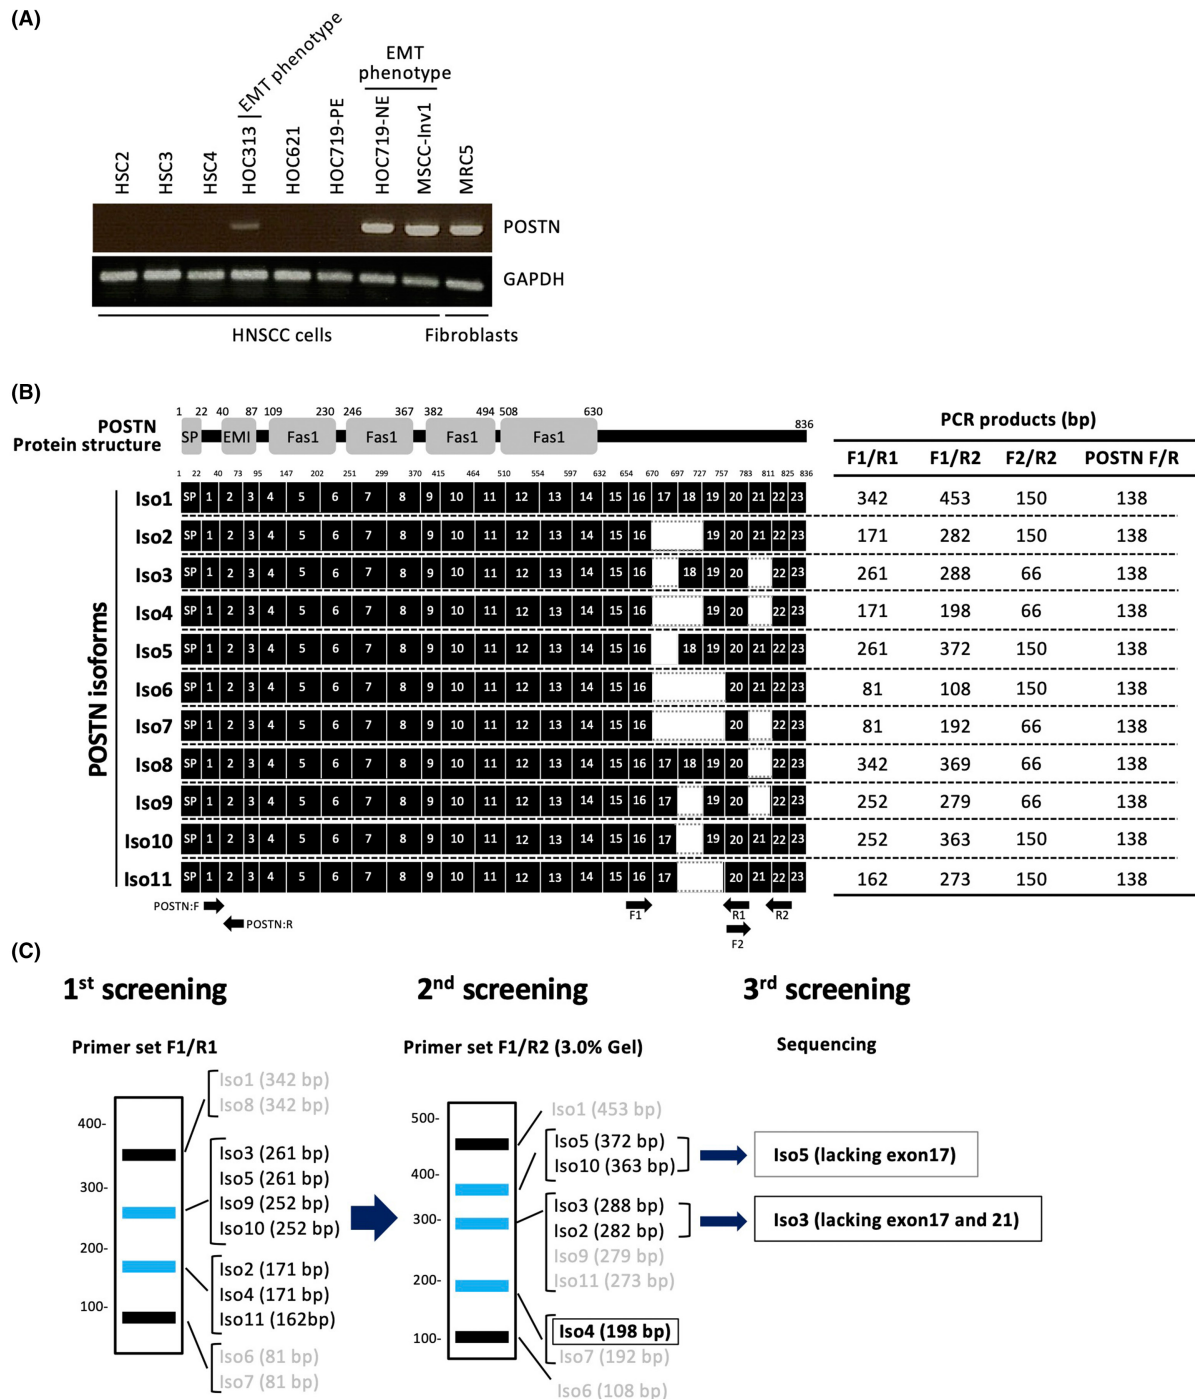 (A)
EMT phenotype
EMT
phenotype
HSC2
HSC3
HSC4
HOC313
HOC621
HOC719-PE
HOC719-NE
MSCC-Inv1
MRC5
POSTN
GAPDH
HNSCC cells
Fibroblasts
(B)
1 22 40 87 109 230 246 367 382 494 508 630 836
POSTN
Protein structure
SP EMI Fas1 Fas1 Fas1 Fas1
PCR products (bp)
F1/R1 F1/R2 F2/R2 POSTN F/R
1 22 40 73 95 147 202 251 299 370 415 464 510 554 597 632 654 670 697 727 757 783 811 825 836
POSTN isoforms
Iso1 SP 1 2 3 4 5 6 7 8 9 10 11 12 13 14 15 16 17 18 19 20 21 22 23 342 453 150 138
Iso2 SP 1 2 3 4 5 6 7 8 9 10 11 12 13 14 15 16 19 20 21 22 23 171 282 150 138
Iso3 SP 1 2 3 4 5 6 7 8 9 10 11 12 13 14 15 16 18 19 20 22 23 261 288 66 138
Iso4 SP 1 2 3 4 5 6 7 8 9 10 11 12 13 14 15 16 19 20 22 23 171 198 66 138
Iso5 SP 1 2 3 4 5 6 7 8 9 10 11 12 13 14 15 16 18 19 20 21 22 23 261 372 150 138
Iso6 SP 1 2 3 4 5 6 7 8 9 10 11 12 13 14 15 16 20 21 22 23 81 108 150 138
Iso7 SP 1 2 3 4 5 6 7 8 9 10 11 12 13 14 15 16 20 22 23 81 192 66 138
Iso8 SP 1 2 3 4 5 6 7 8 9 10 11 12 13 14 15 16 17 18 19 20 22 23 342 369 66 138
Iso9 SP 1 2 3 4 5 6 7 8 9 10 11 12 13 14 15 16 17 19 20 22 23 252 279 66 138
Iso10 SP 1 2 3 4 5 6 7 8 9 10 11 12 13 14 15 16 17 19 20 21 22 23 252 363 150 138
Iso11 SP 1 2 3 4 5 6 7 8 9 10 11 12 13 14 15 16 17 20 21 22 23 162 273 150 138
POSTN:F
POSTN:R
F1
R1
R2
F2
(C)
1st screening
2nd screening
3rd screening
Primer set F1/R1
Primer set F1/R2 (3.0% Gel)
Sequencing
400-
300-
200-
100-
Iso1 (342 bp)
Iso8 (342 bp)
Iso3 (261 bp)
Iso5 (261 bp)
Iso9 (252 bp)
Iso10 (252 bp)
Iso2 (171 bp)
Iso4 (171 bp)
Iso11 (162bp)
Iso6 (81 bp)
Iso7 (81 bp)
500-
400-
300-
200-
100-
Iso1 (453 bp)
Iso5 (372 bp)
Iso10 (363 bp)
Iso3 (288 bp)
Iso2 (282 bp)
Iso9 (279 bp)
Iso11 (273 bp)
Iso4 (198 bp)
Iso7 (192 bp)
Iso6 (108 bp)
Iso5 (lacking exon17)
Iso3 (lacking exon17 and 21)